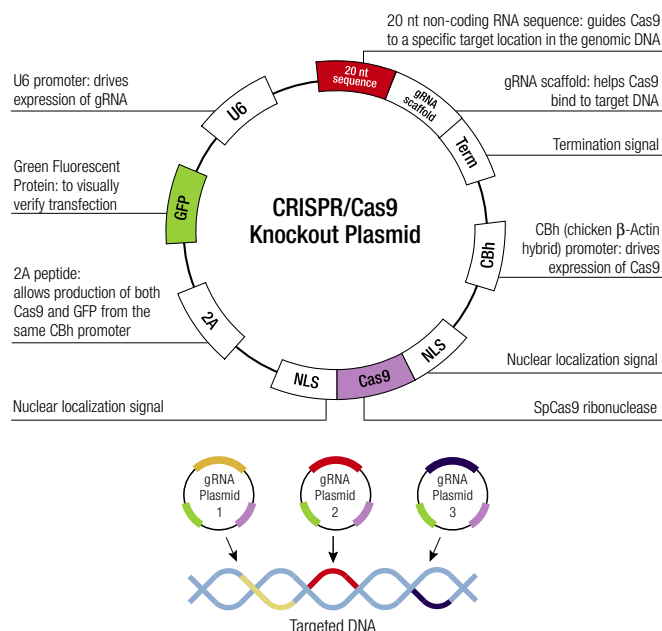 20 nt non-coding RNA sequence: guides Cas9
to a specific target location in the genomic DNA
U6 promoter: drives
expression of gRNA
20 nt
sequence
gRNA
scaffold
gRNA scaffold: helps Cas9
bind to target DNA
U6
Term
Termination signal
Green Fluorescent
Protein: to visually
verify transfection
GFP
CRISPR/Cas9
Knockout Plasmid
CBh
CBh (chicken β-Actin
hybrid) promoter: drives
expression of Cas9
2A peptide:
allows production of both
Cas9 and GFP from the
same CBh promoter
2A
NLS
Cas9
NLS
Nuclear localization signal
Nuclear localization signal
SpCas9 ribonuclease
gRNA
Plasmid
1
gRNA
Plasmid
2
gRNA
Plasmid
3
Targeted DNA